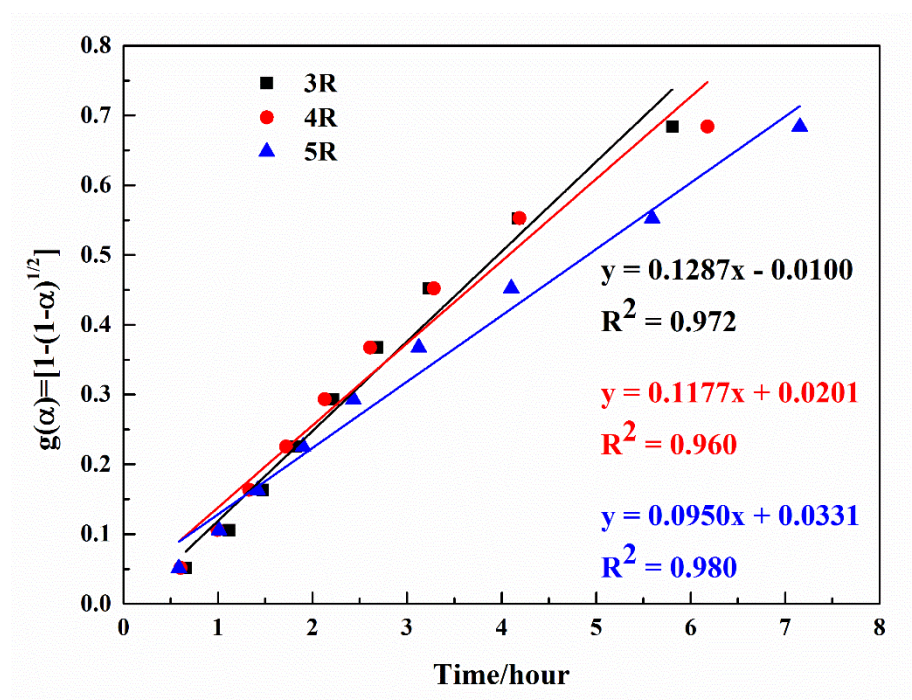 0.8
0.7
0.6
0.5
0.4
0.3
0.2
0.1
0.0
g(α)=[1-(1-α)^{1/2}]
3R
4R
5R
y = 0.1287x - 0.0100
R² = 0.972
y = 0.1177x + 0.0201
R² = 0.960
y = 0.0950x + 0.0331
R² = 0.980
0 1 2 3 4 5 6 7 8
Time/hour